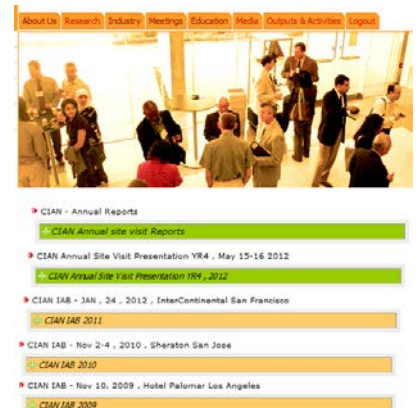 About Us Research Industry Meetings Education Media Outputs & Activities Logout
CIAN - Annual Reports
CIAN Annual site visit Reports
CIAN Annual Site Visit Presentation YR4 , May 15-16 2012
CIAN Annual Site Visit Presentation YR4 , 2012
CIAN IAB - JAN , 24 , 2012 , InterContinental San Francisco
CIAN IAB 2011
CIAN IAB - Nov 2-4 , 2010 , Sheraton San Jose
CIAN IAB 2010
CIAN IAB - Nov 10, 2009 , Hotel Palomar Los Angeles
CIAN IAB 2009